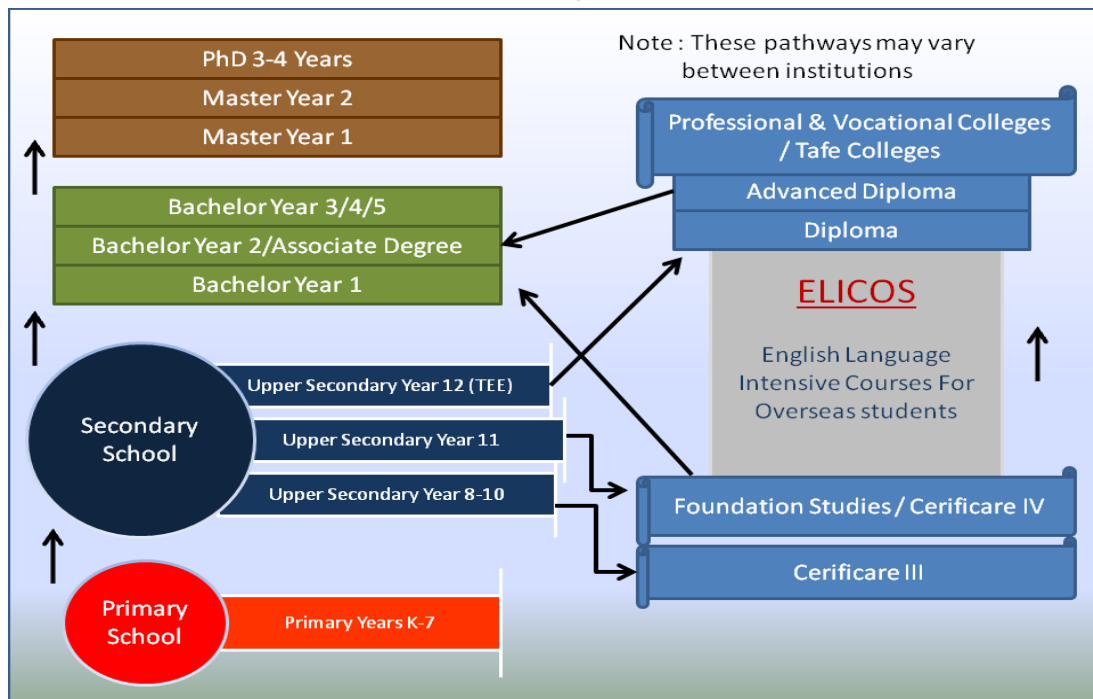 PhD 3-4 Years
Master Year 2
Master Year 1
Bachelor Year 3/4/5
Bachelor Year 2/Associate Degree
Bachelor Year 1
Secondary
School
Upper Secondary Year 12 (TEE)
Upper Secondary Year 11
Upper Secondary Year 8-10
Primary
School
Primary Years K-7
Note : These pathways may vary
between institutions
Professional & Vocational Colleges
/ Tafe Colleges
Advanced Diploma
Diploma
ELICOS
English Language
Intensive Courses For
Overseas students
Foundation Studies / Cerificare IV
Cerificare III